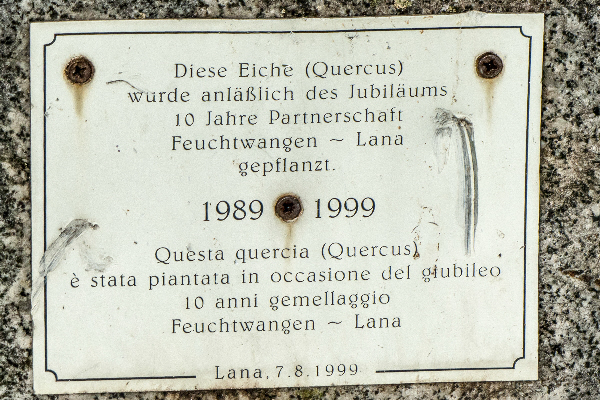 Diese Eiche (Quercus)
wurde anläßlich des Jubiläums
10 Jahre Partnerschaft
Feuchtwangen ~ Lana
gepflanzt.
1989 1999
Questa quercia (Quercus)
è stata piantata in occasione del giubileo
10 anni gemellaggio
Feuchtwangen ~ Lana
Lana, 7.8.1999